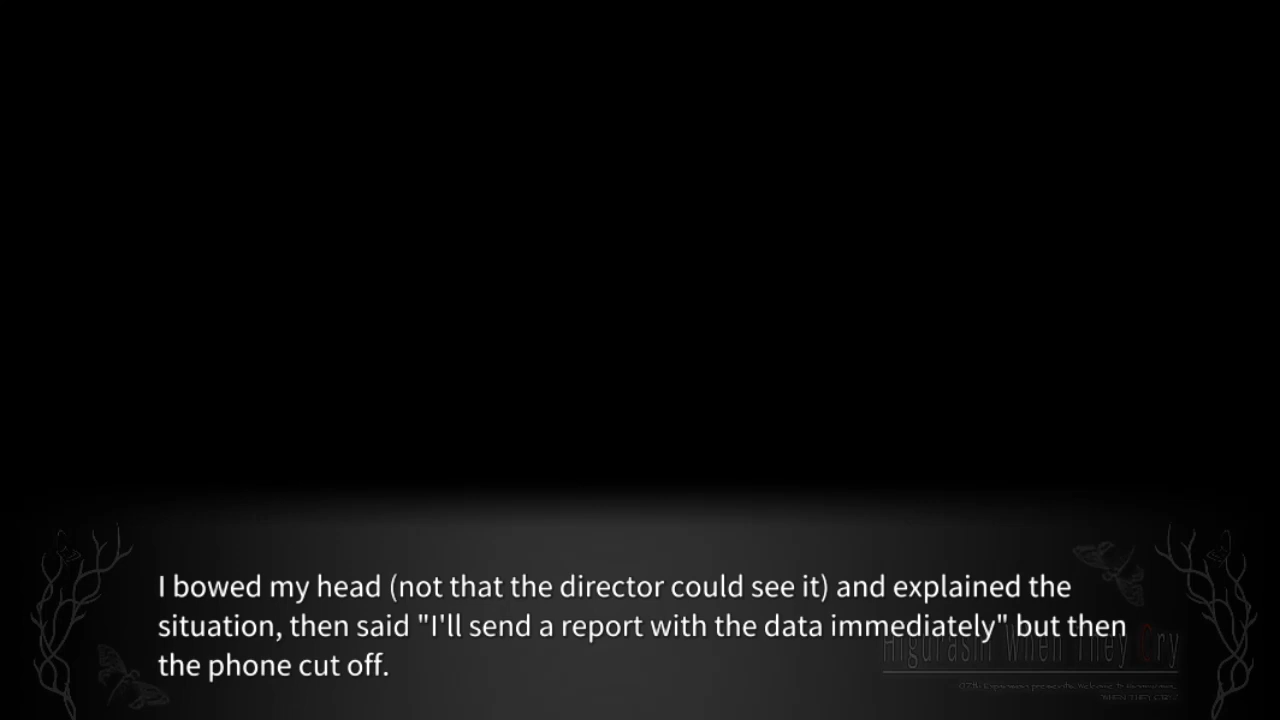 I bowed my head (not that the director could see it) and explained the
situation, then said "I'll send a report with the data immediately" but then
the phone cut off.
Higurashi When They Cry